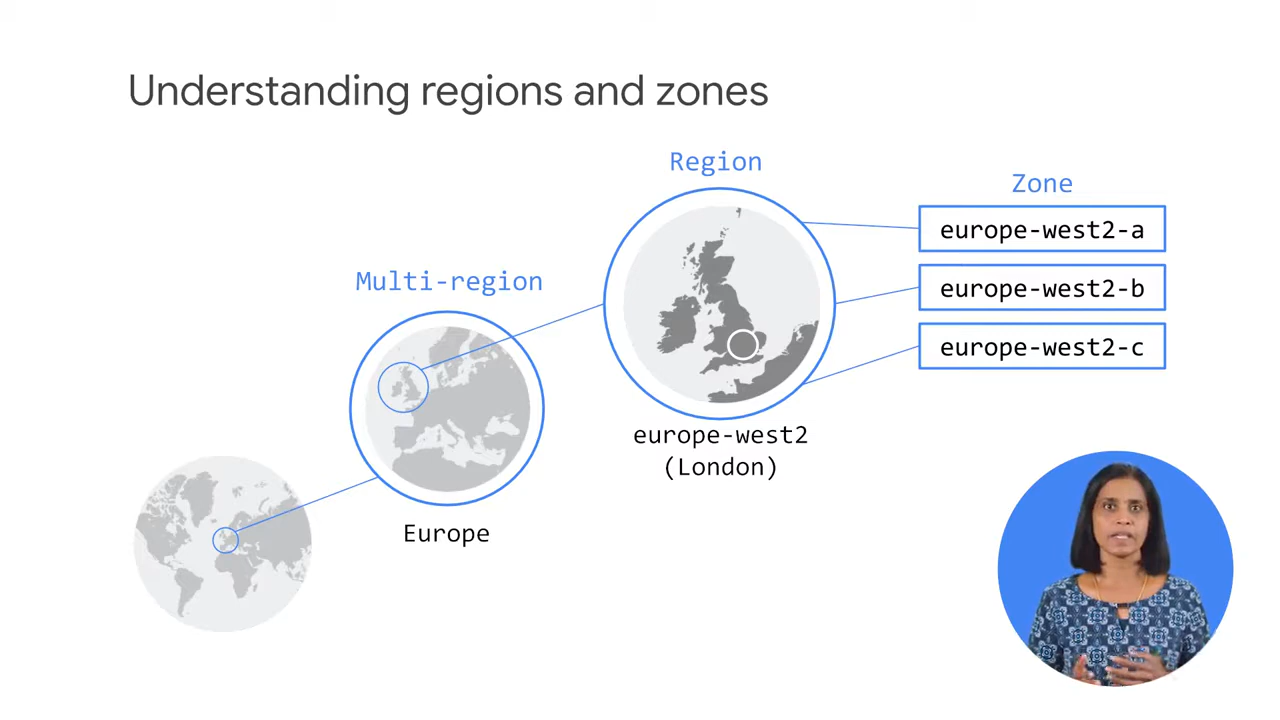 Understanding regions and zones
Region
Zone
europe-west2-a
europe-west2-b
europe-west2-c
Multi-region
europe-west2
(London)
Europe